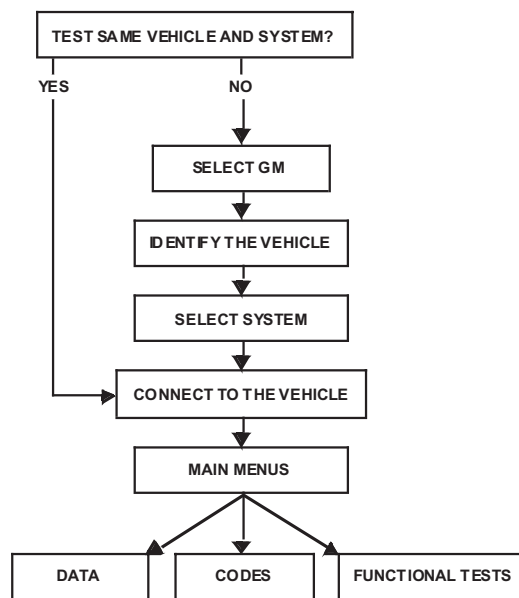 TEST SAME VEHICLE AND SYSTEM?
YES
NO
SELECT GM
IDENTIFY THE VEHICLE
SELECT SYSTEM
CONNECT TO THE VEHICLE
MAIN MENUS
DATA
CODES
FUNCTIONAL TESTS